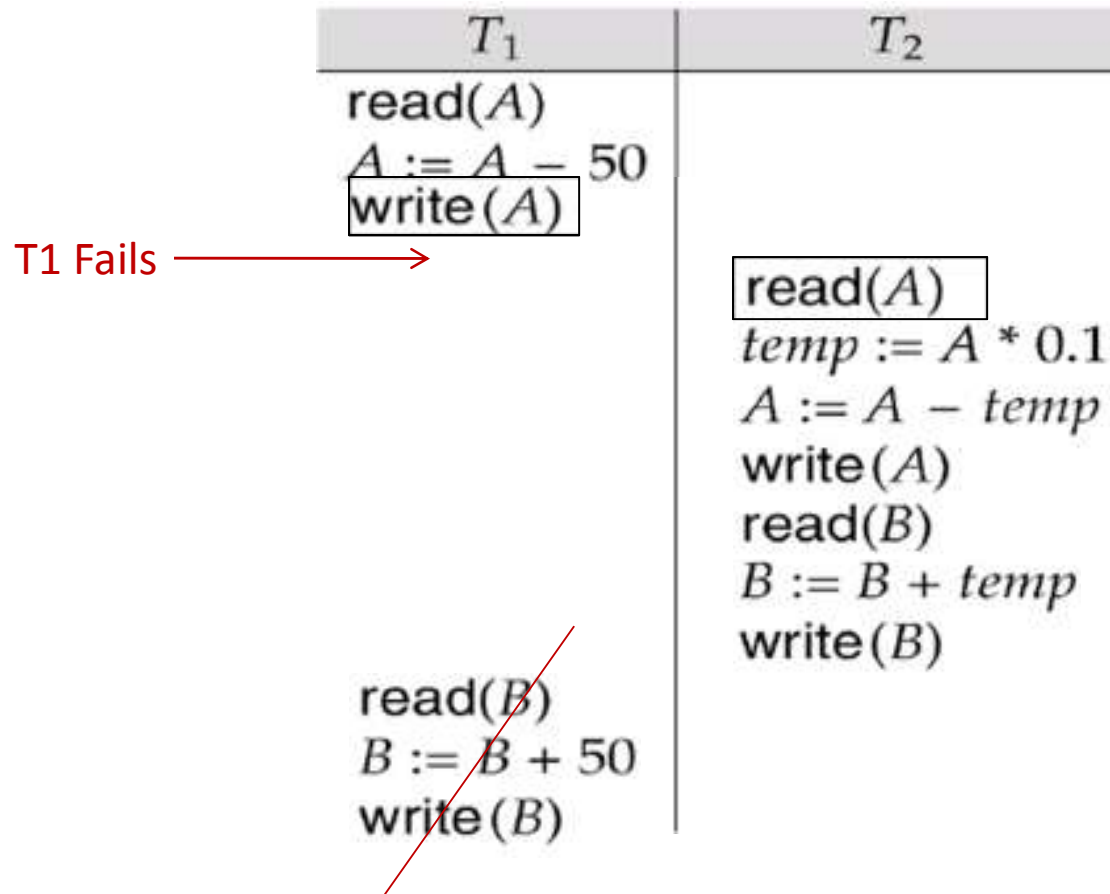 T₁ T₂
read(A)
A := A − 50
write(A)
T1 Fails
read(A)
temp := A * 0.1
A := A − temp
write(A)
read(B)
B := B + temp
write(B)
read(B)
B := B + 50
write(B)